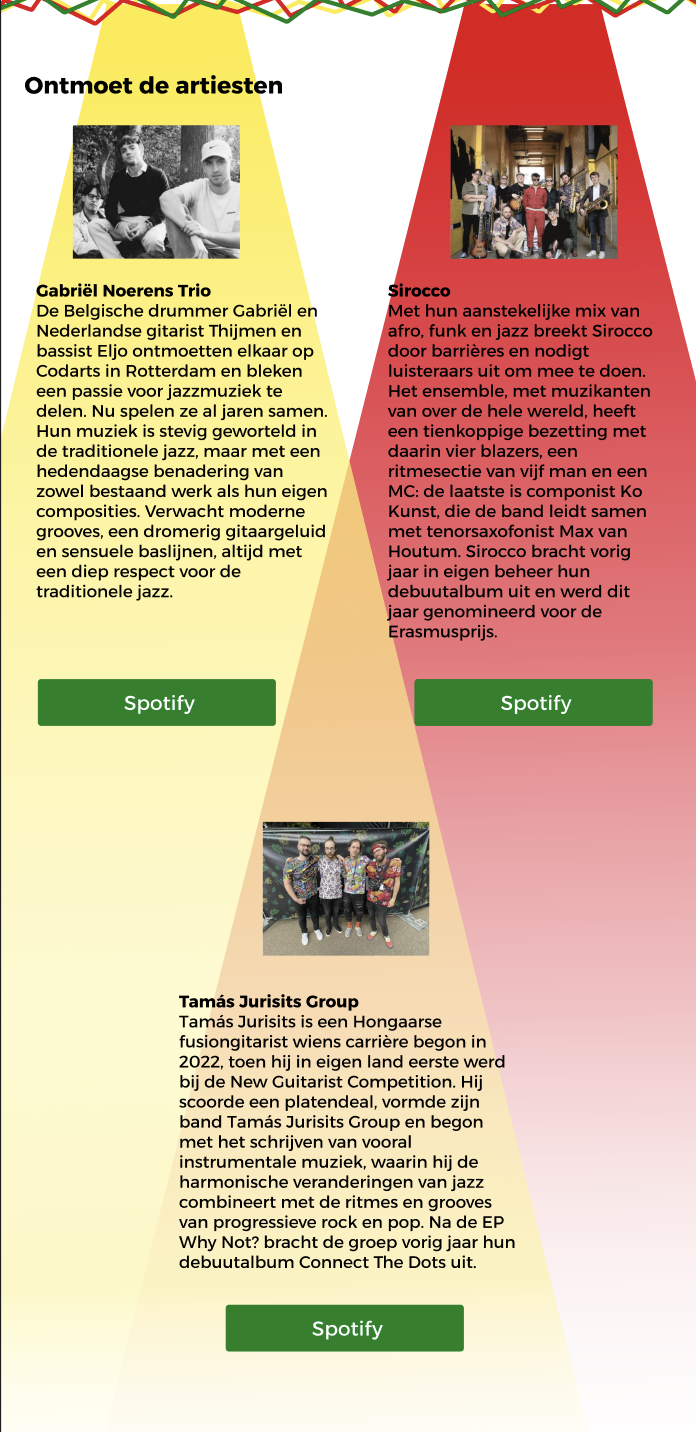 Ontmoet de artiesten
Gabriël Noerens Trio
De Belgische drummer Gabriël en
Nederlandse gitarist Thijmen en
bassist Eljo ontmoetten elkaar op
Codarts in Rotterdam en bleken
een passie voor jazzmuziek te
delen. Nu spelen ze al jaren samen.
Hun muziek is stevig geworteld in
de traditionele jazz, maar met een
hedendaagse benadering van
zowel bestaand werk als hun eigen
composities. Verwacht moderne
grooves, een dromerig gitaargeluid
en sensuele baslijnen, altijd met
een diep respect voor de
traditionele jazz.
Spotify
Sirocco
Met hun aanstekelijke mix van
afro, funk en jazz breekt Sirocco
door barrières en nodigt
luisteraars uit om mee te doen.
Het ensemble, met muzikanten
van over de hele wereld, heeft
een tienkoppige bezetting met
daarin vier blazers, een
ritmesectie van vijf man en een
MC: de laatste is componist Ko
Kunst, die de band leidt samen
met tenorsaxofonist Max van
Houtum. Sirocco bracht vorig
jaar in eigen beheer hun
debuutalbum uit en werd dit
jaar genomineerd voor de
Erasmusprijs.
Spotify
Tamás Jurisits Group
Tamás Jurisits is een Hongaarse
fusiongitarist wiens carrière begon in
2022, toen hij in eigen land eerste werd
bij de New Guitarist Competition. Hij
scoorde een platendeal, vormde zijn
band Tamás Jurisits Group en begon
met het schrijven van vooral
instrumentale muziek, waarin hij de
harmonische veranderingen van jazz
combineert met de ritmes en grooves
van progressieve rock en pop. Na de EP
Why Not? bracht de groep vorig jaar hun
debuutalbum Connect The Dots uit.
Spotify